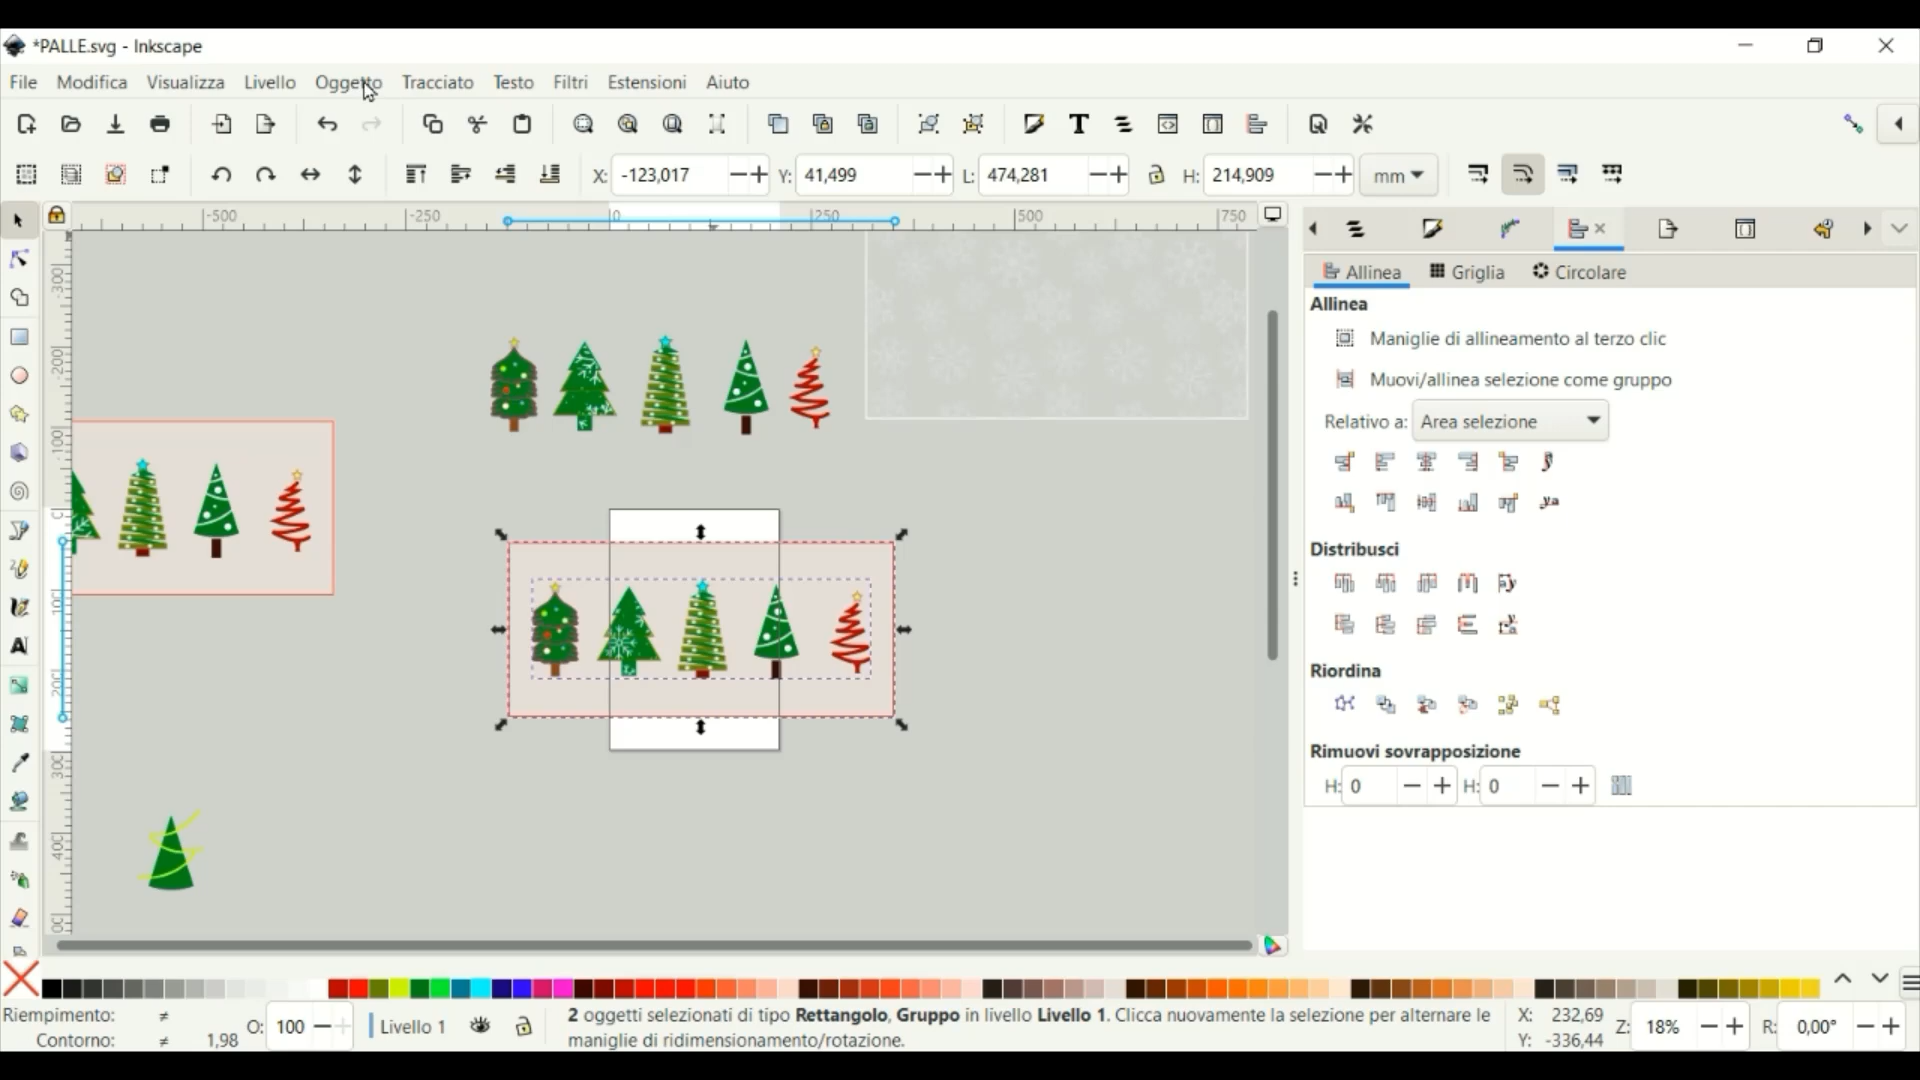 *PALLE.svg - Inkscape
File Modifica Visualizza Livello Oggetto Tracciato Testo Filtri Estensioni Aiuto
X: -123,017 Y: 41,499 L: 474,281 H: 214,909 mm
-500 -250 0 250 500 750
Allinea Griglia Circolare
Allinea
Maniglie di allineamento al terzo clic
Muovi/allinea selezione come gruppo
Relativo a: Area selezione
Distribuisci
Riordina
Rimuovi sovrapposizione
H: 0 H: 0
Riempimento: ≠
Contorno: ≠ 1,98
O: 100
Livello 1
2 oggetti selezionati di tipo Rettangolo, Gruppo in livello Livello 1. Clicca nuovamente la selezione per alternare le
maniglie di ridimensionamento/rotazione.
X: 232,69
Y: -336,44
Z: 18%
R: 0,00°